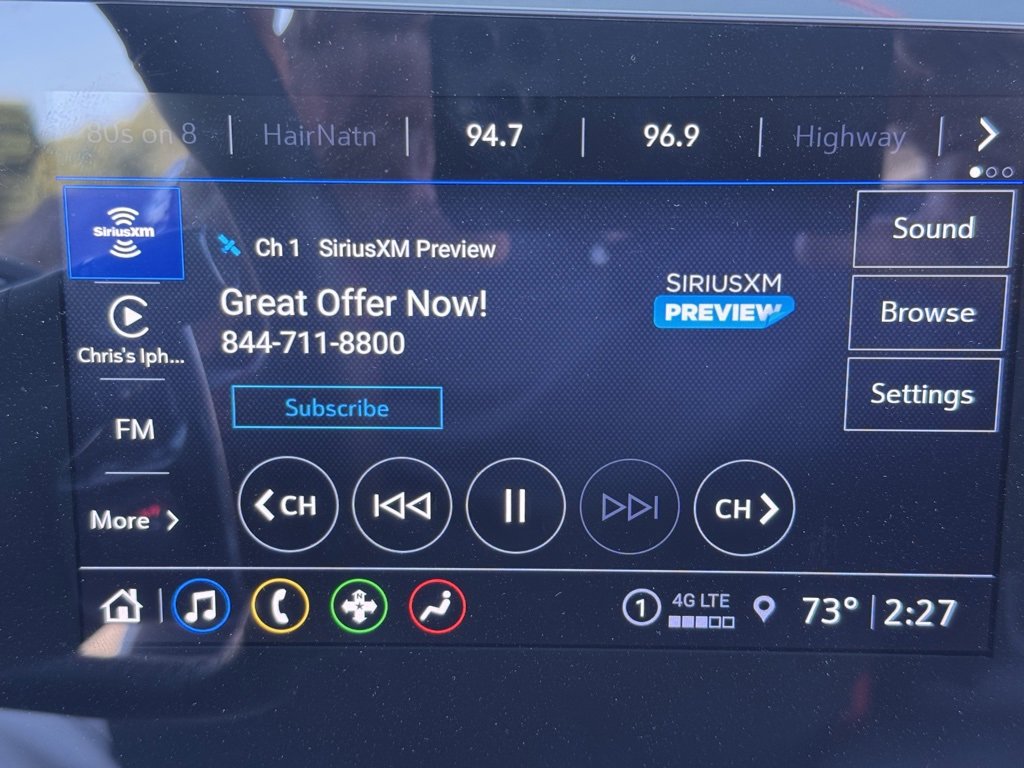 80s on 8 HairNatn 94.7 96.9 Highway
SiriusXM
Ch 1 SiriusXM Preview
Great Offer Now!
844-711-8800
Subscribe
SIRIUSXM
PREVIEW
Sound
Browse
Settings
Chris's Iph...
FM
More
CH
CH
N
1 4G LTE 73° 2:27